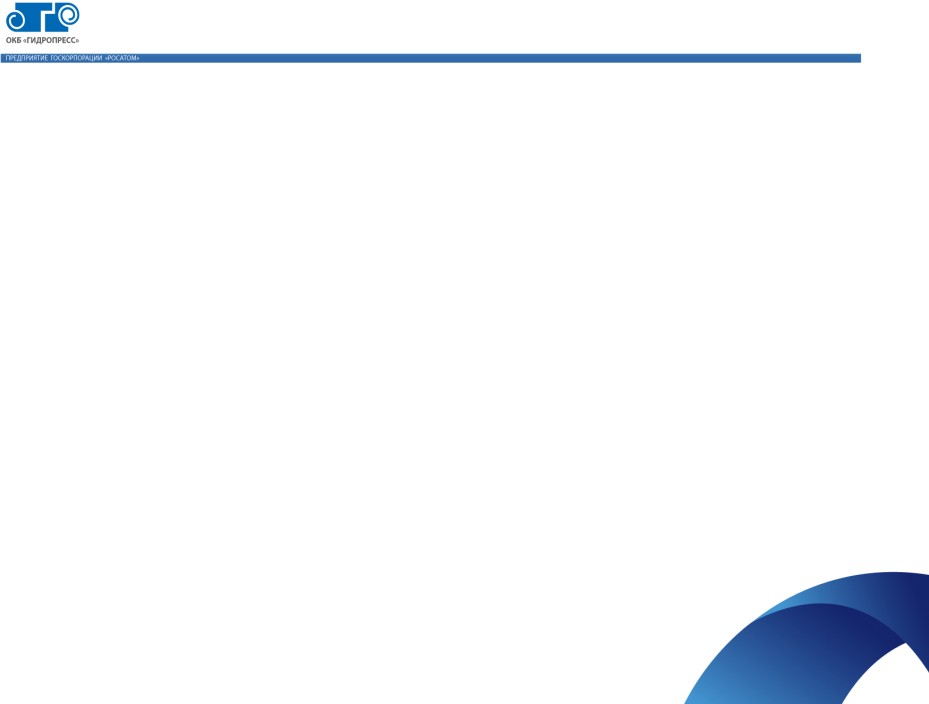 ОКБ «ГИДРОПРЕСС»
ПРЕДПРИЯТИЕ ГОСКОРПОРАЦИИ «РОСАТОМ»